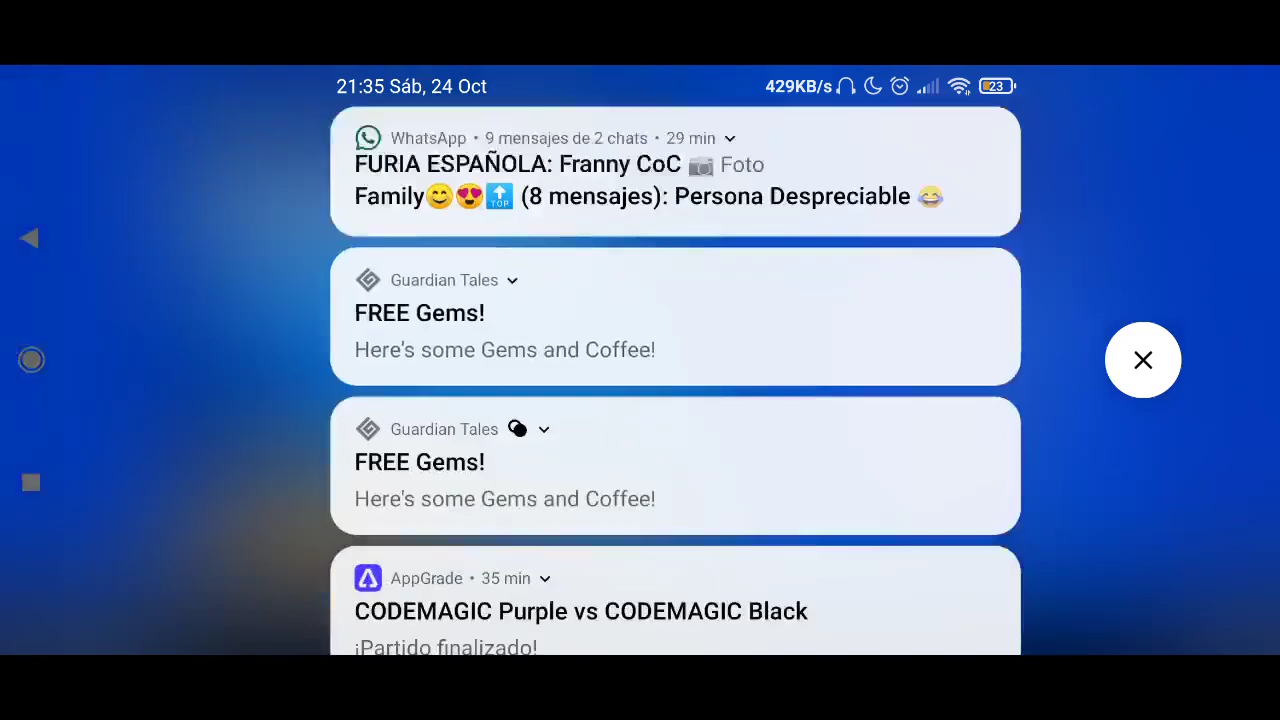 21:35 Sáb, 24 Oct 429KB/s 23
WhatsApp • 9 mensajes de 2 chats • 29 min
FURIA ESPAÑOLA: Franny CoC 📷 Foto
Family😊😍🔝 (8 mensajes): Persona Despreciable 😂
Guardian Tales
FREE Gems!
Here's some Gems and Coffee!
Guardian Tales
FREE Gems!
Here's some Gems and Coffee!
AppGrade • 35 min
CODEMAGIC Purple vs CODEMAGIC Black
¡Partido finalizado!